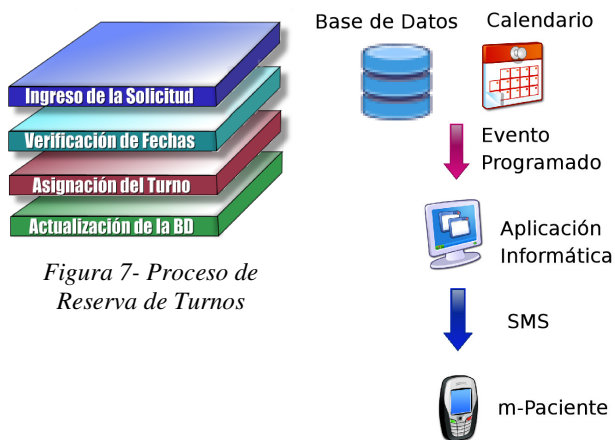 Ingreso de la Solicitud
Verificación de Fechas
Asignación del Turno
Actualización de la BD
Figura 7- Proceso de
Reserva de Turnos
Base de Datos
Calendario
Evento
Programado
Aplicación
Informática
SMS
m-Paciente